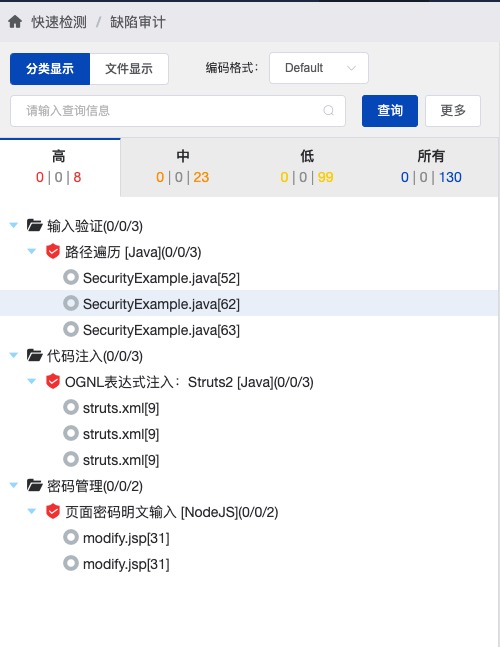 快速检测 / 缺陷审计
分类显示 文件显示 编码格式： Default
请输入查询信息 查询 更多
高 中 低 所有
0 | 0 | 8 0 | 0 | 23 0 | 0 | 99 0 | 0 | 130
输入验证(0/0/3)
路径遍历 [Java](0/0/3)
SecurityExample.java[52]
SecurityExample.java[62]
SecurityExample.java[63]
代码注入(0/0/3)
OGNL表达式注入：Struts2 [Java](0/0/3)
struts.xml[9]
struts.xml[9]
struts.xml[9]
密码管理(0/0/2)
页面密码明文输入 [NodeJS](0/0/2)
modify.jsp[31]
modify.jsp[31]